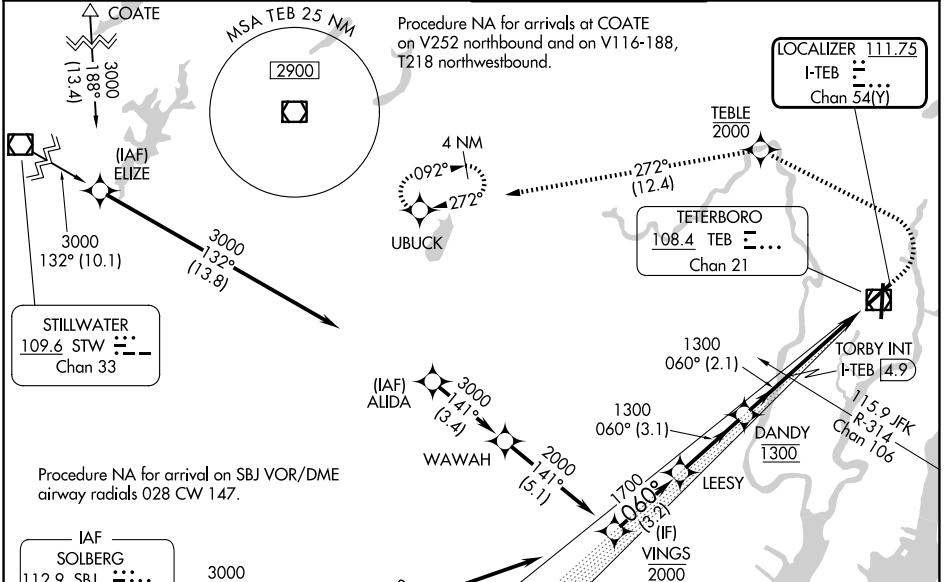 COATE
3000
188°
(13.4)
MSA TEB 25 NM
2900
Procedure NA for arrivals at COATE
on V252 northbound and on V116-188,
T218 northwestbound.
LOCALIZER 111.75
I-TEB
Chan 54(Y)
TEBLE
2000
(IAF)
ELIZE
4 NM
092°
272°
UBUCK
272°
(12.4)
TETERBORO
108.4 TEB
Chan 21
3000
132° (10.1)
3000
132°
(13.8)
STILLWATER
109.6 STW
Chan 33
1300
060° (2.1)
TORBY INT
I-TEB 4.9
(IAF)
ALIDA
3000
141°
(3.4)
1300
060° (3.1)
115.9 JFK
R-314
Chan 106
DANDY
1300
WAWAH
2000
141°
(5.1)
LEESY
Procedure NA for arrival on SBJ VOR/DME
airway radials 028 CW 147.
1700
060°
(3.2)
(IF)
VINGS
2000
IAF
SOLBERG
112.9 SBJ
3000